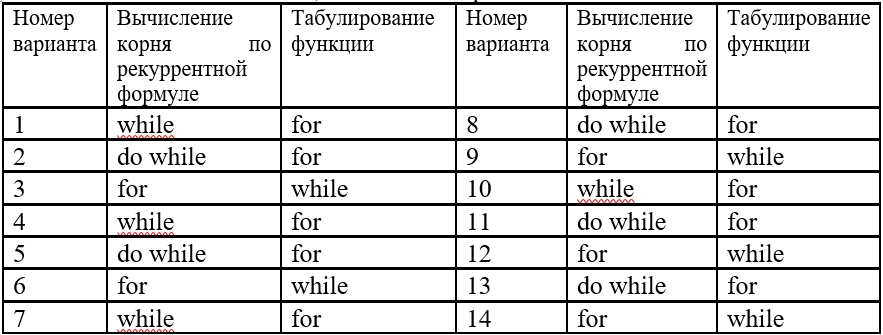 Номер варианта | Вычисление корня по рекуррентной формуле | Табулирование функции | Номер варианта | Вычисление корня по рекуррентной формуле | Табулирование функции
1 | while | for | 8 | do while | for
2 | do while | for | 9 | for | while
3 | for | while | 10 | while | for
4 | while | for | 11 | do while | for
5 | do while | for | 12 | for | while
6 | for | while | 13 | do while | for
7 | while | for | 14 | for | while